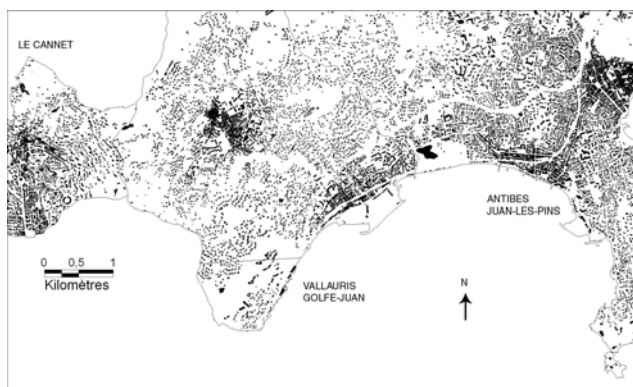 LE CANNET
ANTIBES
JUAN-LES-PINS
0 0,5 1
Kilomètres
VALLAURIS
GOLFE-JUAN
N